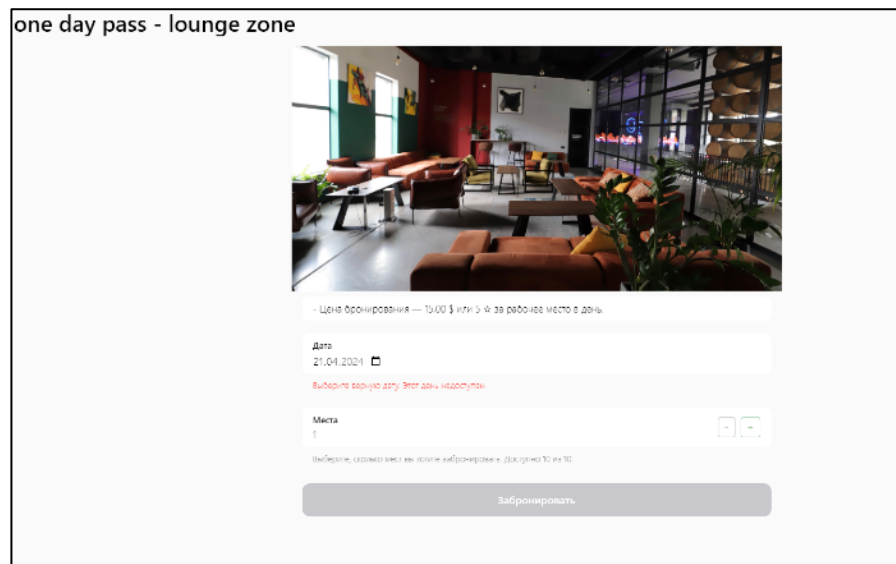 one day pass - lounge zone
- Цена бронирования — 15.00 $ или 5 ☆ за рабочее место в день.
Дата
21.04.2024
Выберите верную дату. Этот день недоступен.
Места
1
- +
Выберите, сколько мест вы хотите забронировать. Доступно 10 из 10
Забронировать